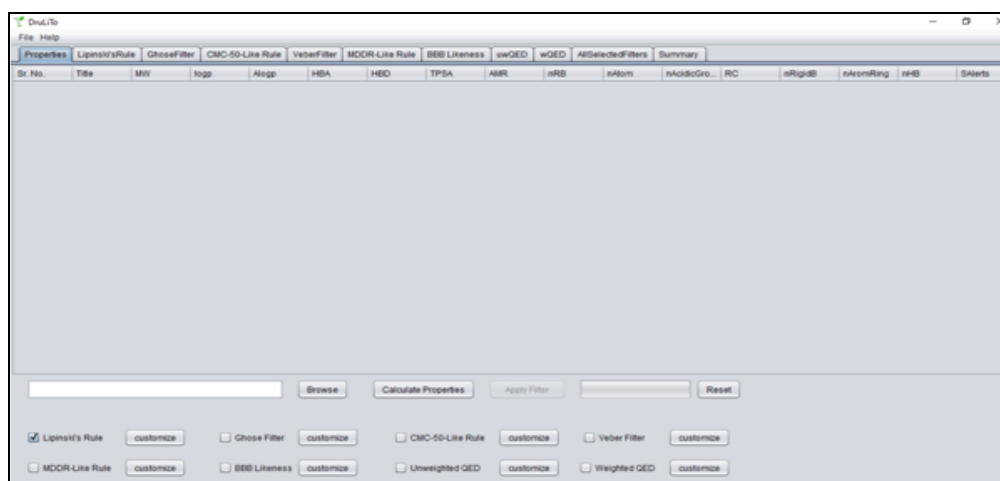 DruLiTo
File Help
Properties Lipinski'sRule GhoseFilter CMC-50-Like Rule VeberFilter MDDR-Like Rule BBB Likeness uwQED wQED AllSelectedFilters Summary
Sr. No. Title MW logp Alogp HBA HBD TPSA AMR nRB nAtom nAcidicGro... RC nRigidB nAromRing nHB SAlerts
Browse Calculate Properties Apply Filter Reset
Lipinski's Rule customize Ghose Filter customize CMC-50-Like Rule customize Veber Filter customize
MDDR-Like Rule customize BBB Likeness customize Unweighted QED customize Weighted QED customize